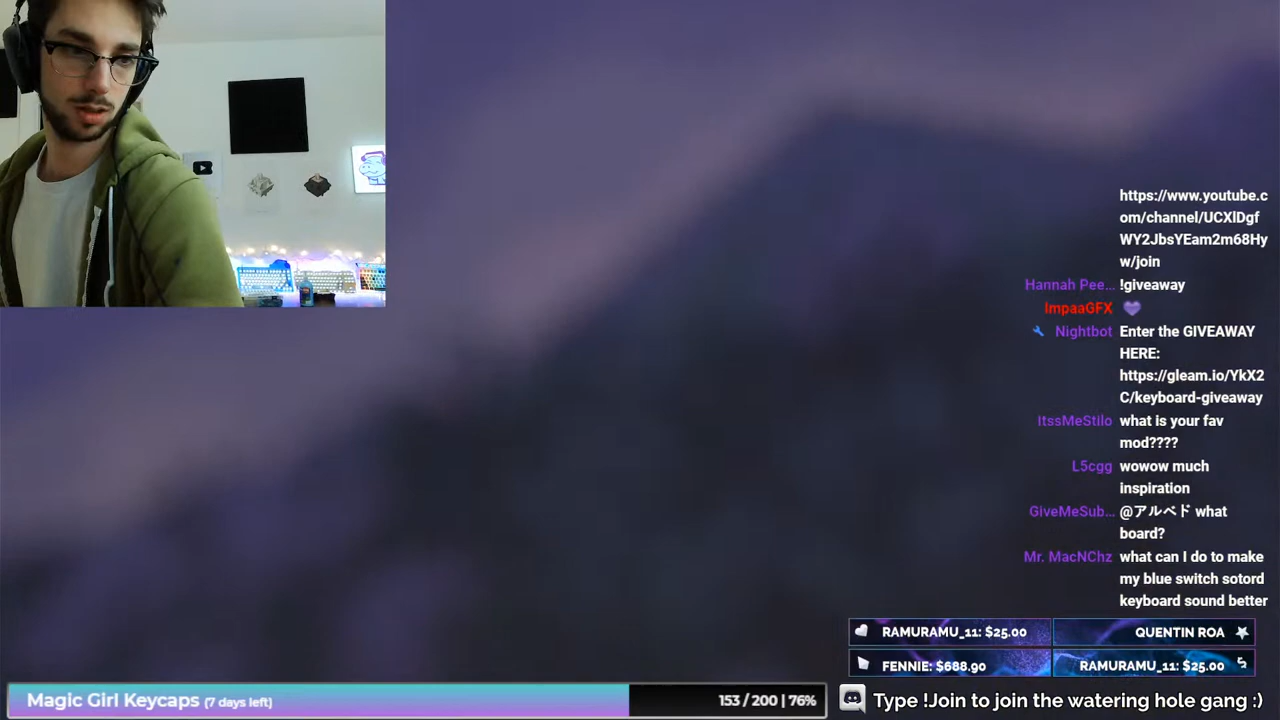 https://www.youtube.c
om/channel/UCXlDgf
WY2JbsYEam2m68Hy
w/join
Hannah Pee... !giveaway
ImpaaGFX 💜
Nightbot Enter the GIVEAWAY
HERE:
https://gleam.io/YkX2
C/keyboard-giveaway
ItssMeStilo what is your fav
mod????
L5cgg wowow much
inspiration
GiveMeSub... @アルベド what
board?
Mr. MacNChz what can I do to make
my blue switch sotord
keyboard sound better
RAMURAMU_11: $25.00 QUENTIN ROA
FENNIE: $688.90 RAMURAMU_11: $25.00
Magic Girl Keycaps (7 days left) 153 / 200 | 76% Type !Join to join the watering hole gang :)